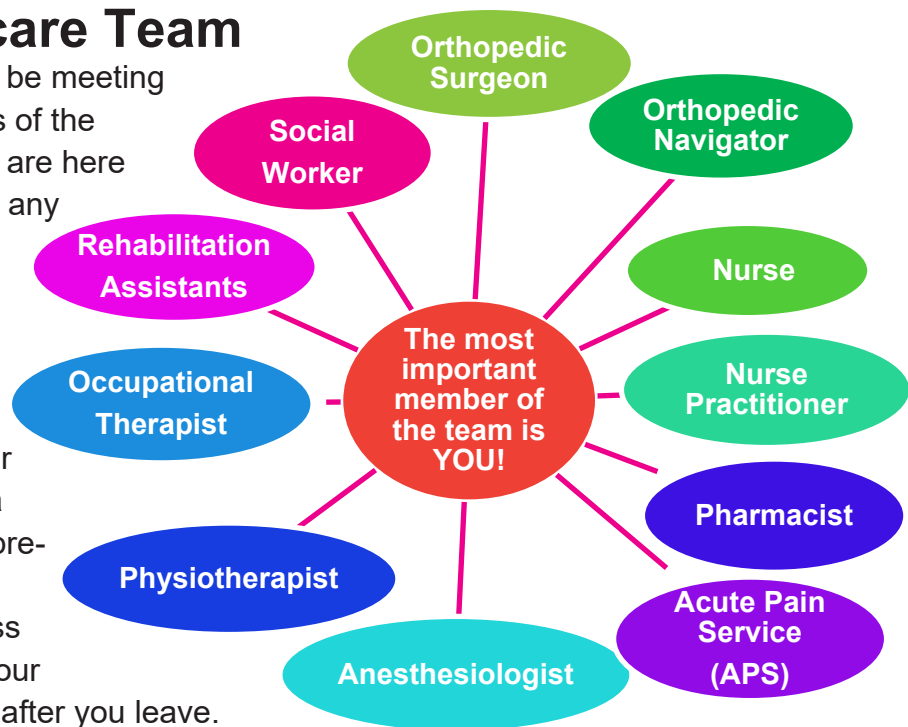 care Team
be meeting
s of the
are here
any
r
ore-
ss
our
after you leave.
Orthopedic
Surgeon
Orthopedic
Navigator
Nurse
Nurse
Practitioner
Pharmacist
Acute Pain
Service
(APS)
Anesthesiologist
Physiotherapist
Occupational
Therapist
Rehabilitation
Assistants
Social
Worker
The most
important
member of
the team is
YOU!